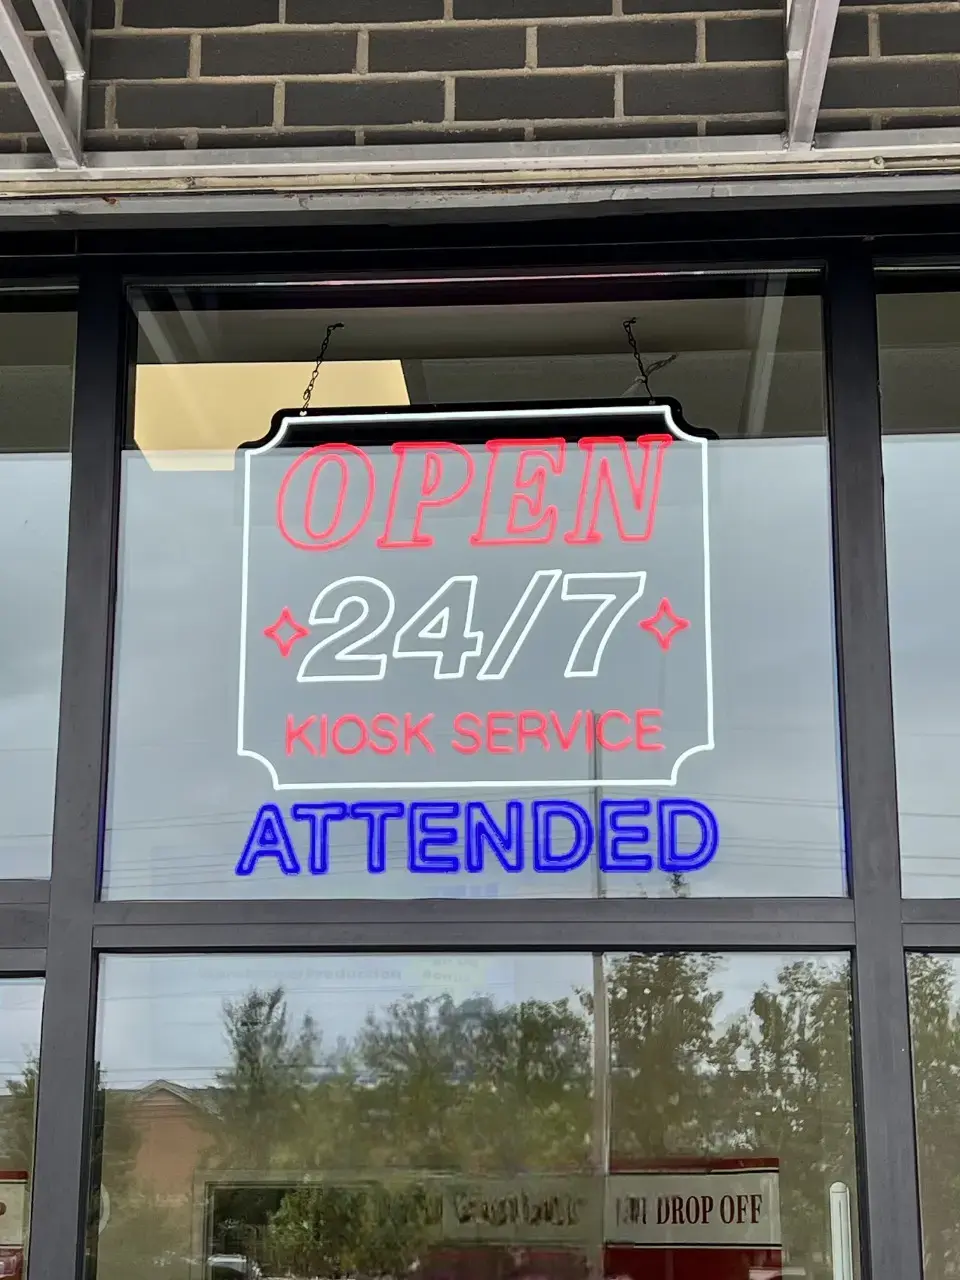 OPEN
24/7
KIOSK SERVICE
ATTENDED
DROP OFF